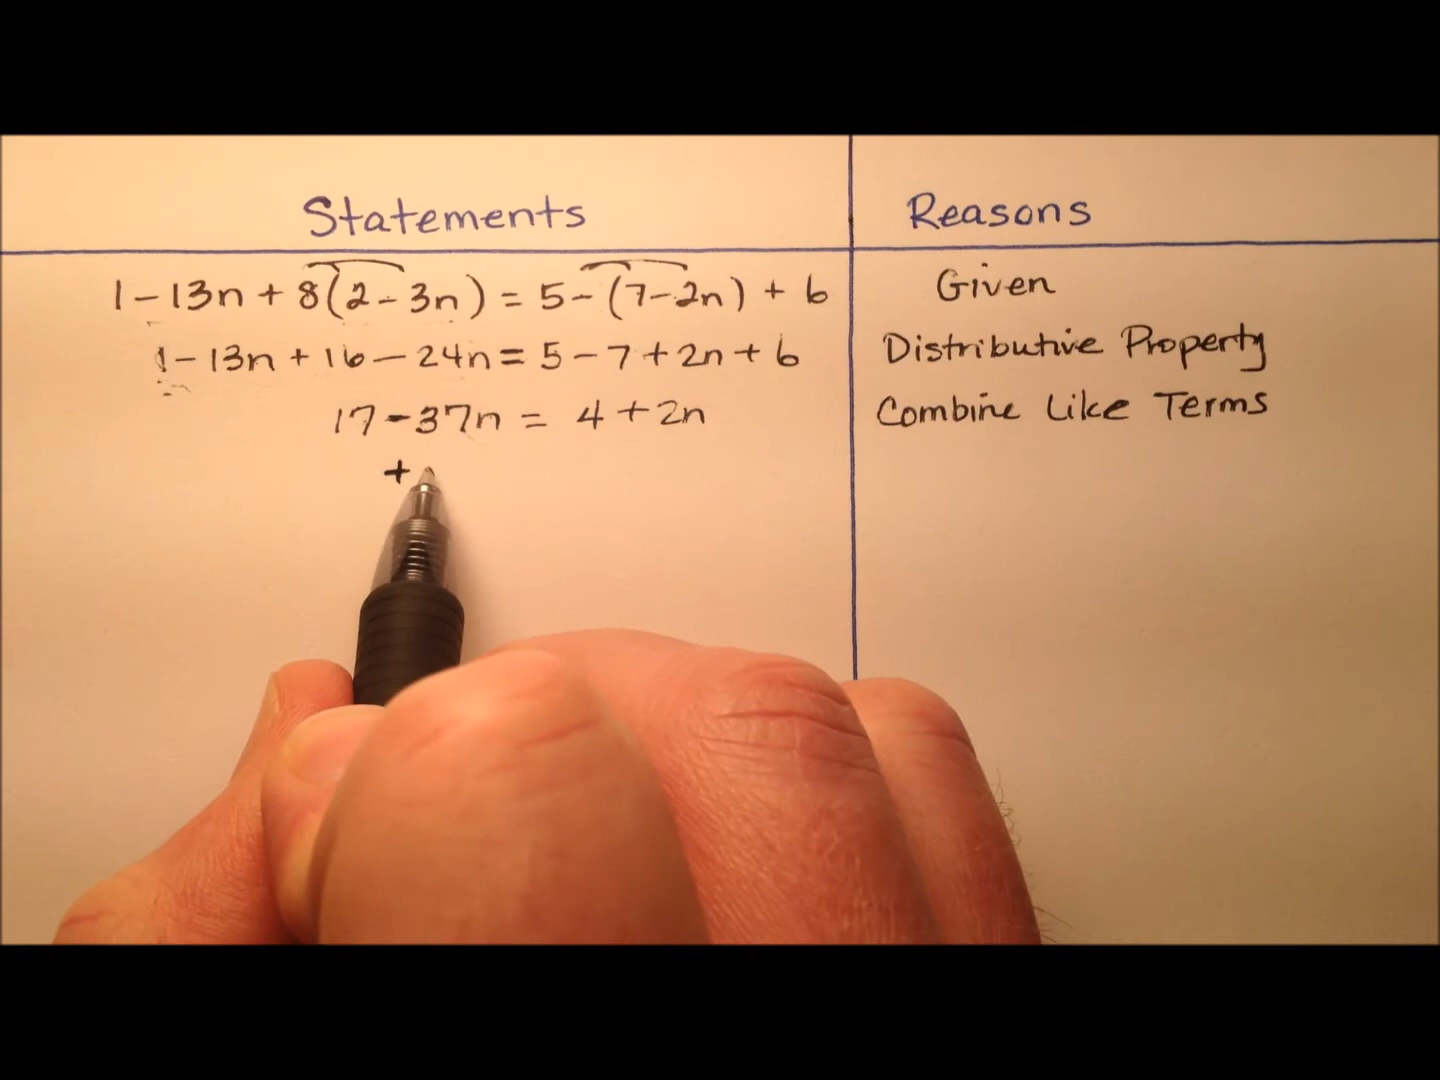 Statements Reasons
1 - 13n + 8(2 - 3n) = 5 - (7 - 2n) + 6 Given
1 - 13n + 16 - 24n = 5 - 7 + 2n + 6 Distributive Property
17 - 37n = 4 + 2n Combine Like Terms
+